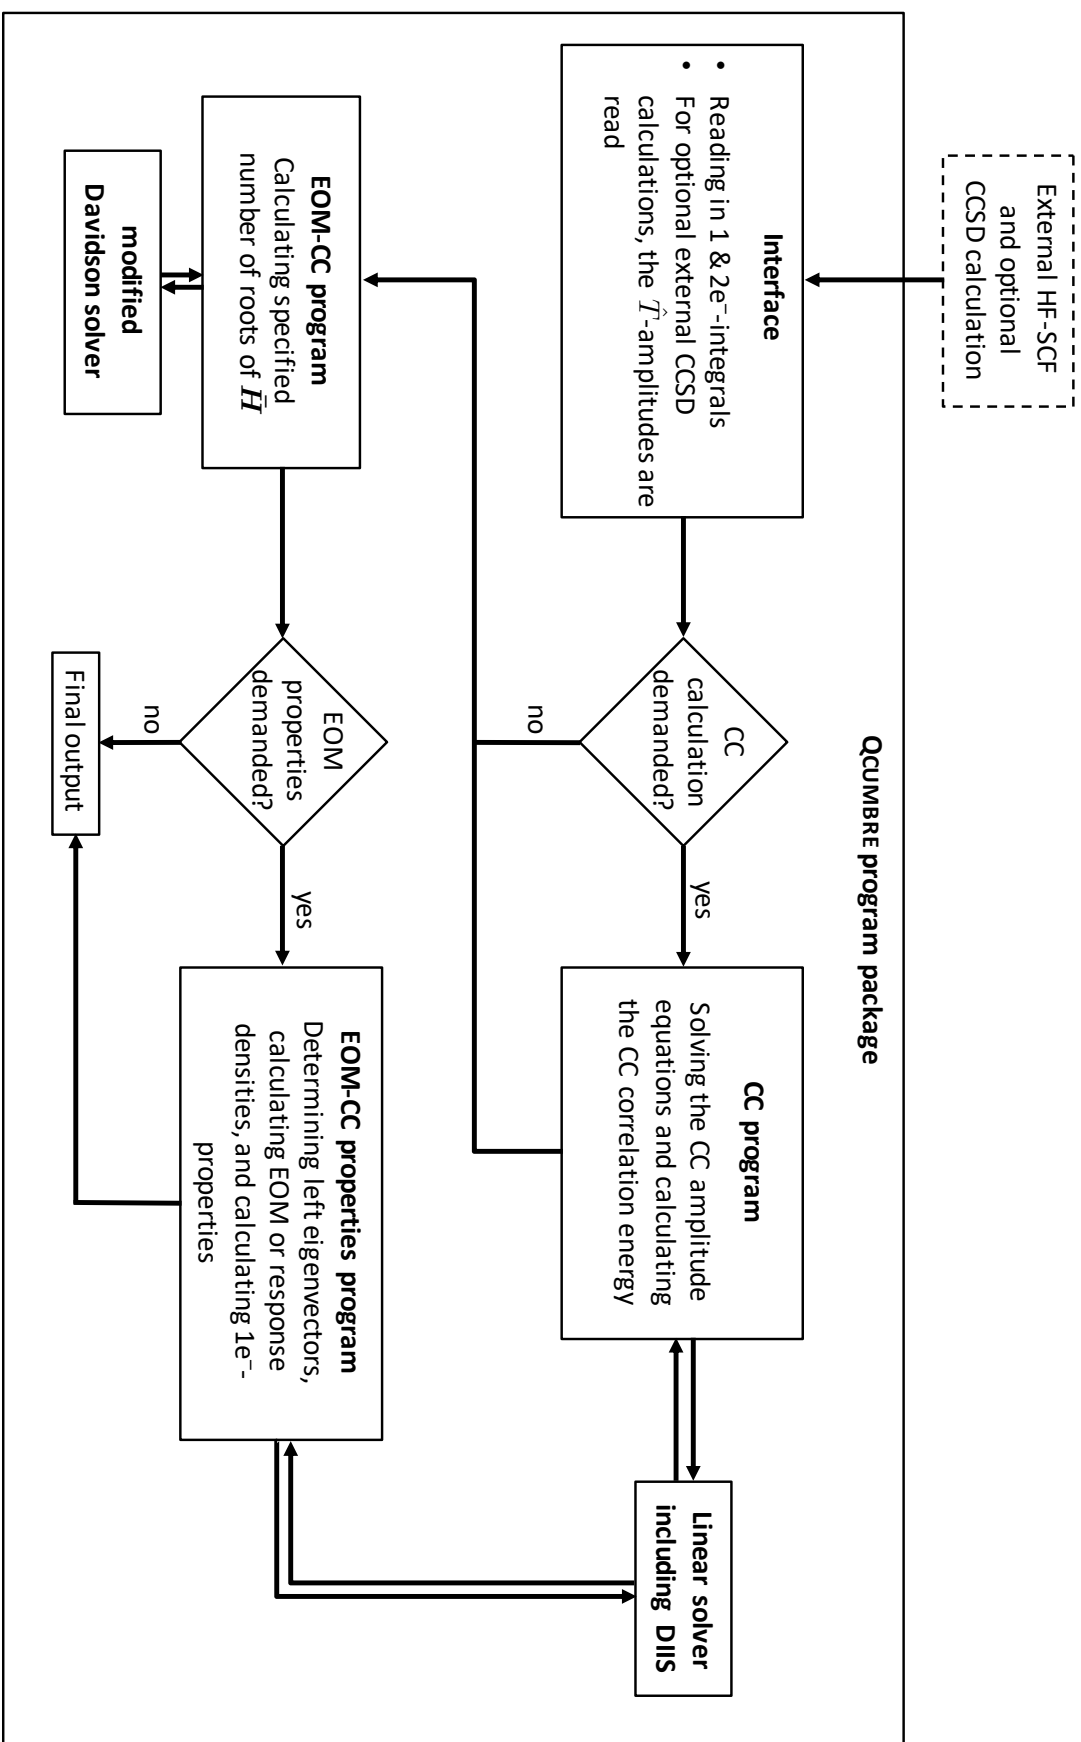 External HF-SCF
and optional
CCSD calculation
QCUMBRE program package
Interface
• Reading in 1 & 2e⁻-integrals
• For optional external CCSD
calculations, the T̂-amplitudes are
read
CC
calculation
demanded?
yes
no
CC program
Solving the CC amplitude
equations and calculating
the CC correlation energy
Linear solver
including DIIS
EOM-CC program
Calculating specified
number of roots of H̄
modified
Davidson solver
EOM
properties
demanded?
yes
no
EOM-CC properties program
Determining left eigenvectors,
calculating EOM or response
densities, and calculating 1e⁻-
properties
Final output